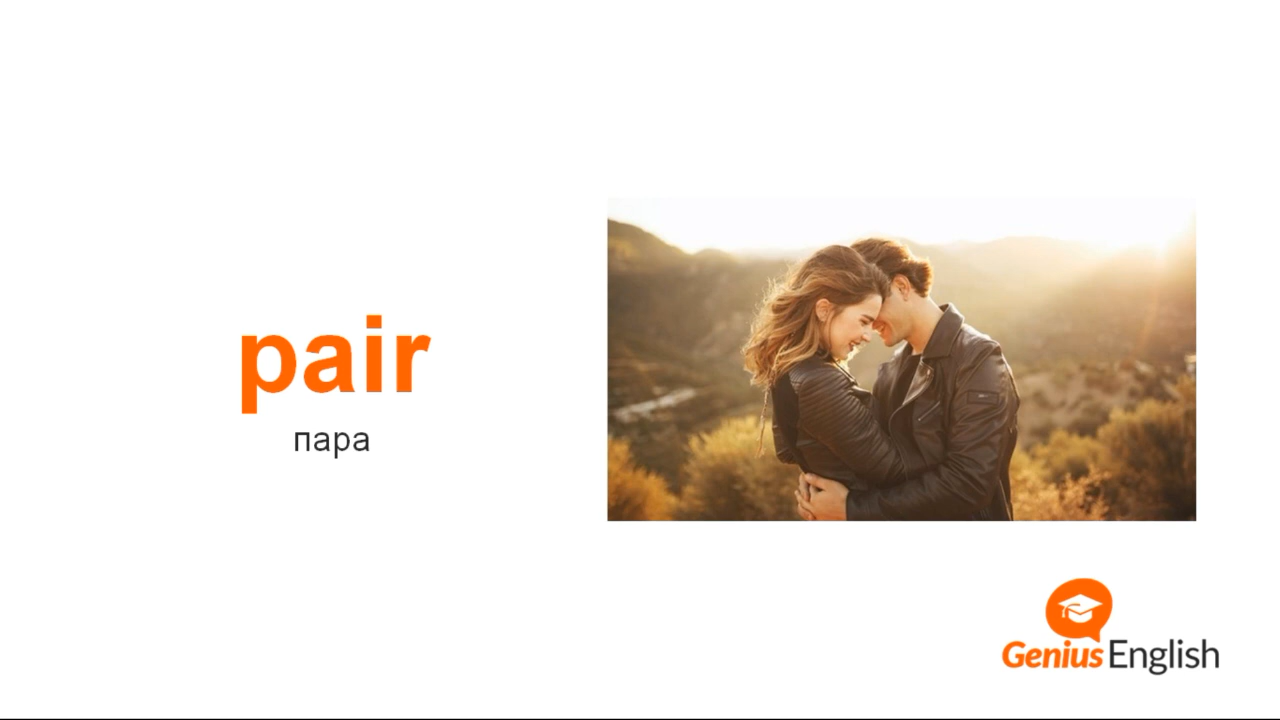 pair
пара
Genius English